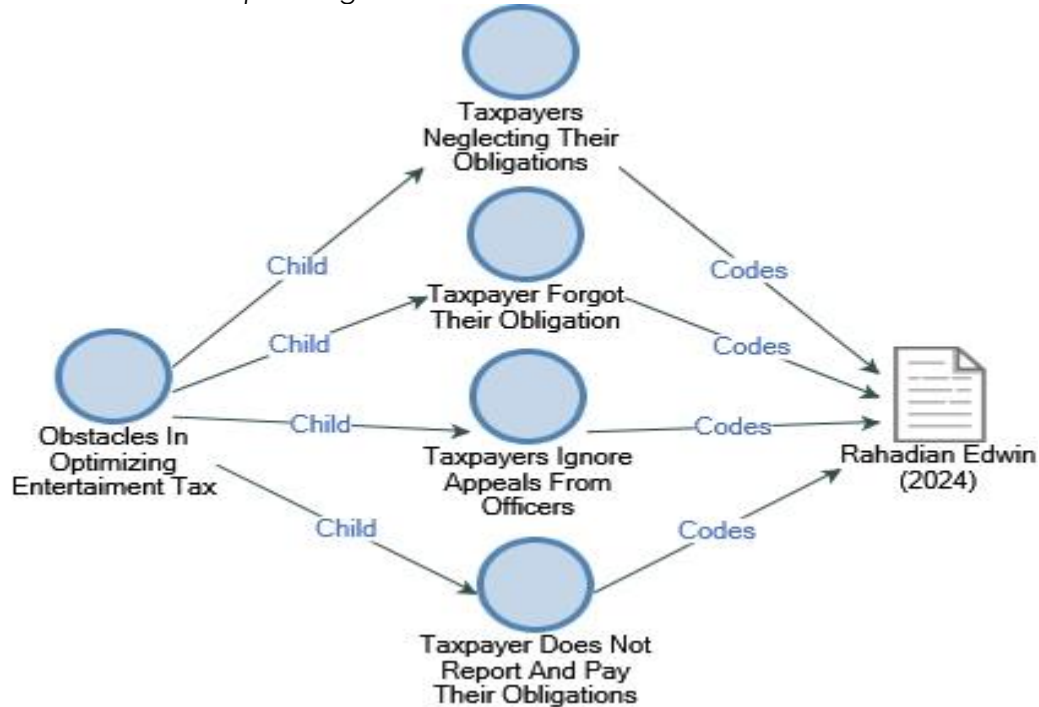 Taxpayers
Neglecting Their
Obligations
Child
Codes
Taxpayer Forgot
Their Obligation
Child
Codes
Obstacles In
Optimizing
Entertaiment Tax
Child
Taxpayers Ignore
Appeals From
Officers
Codes
Rahadian Edwin
(2024)
Child
Codes
Taxpayer Does Not
Report And Pay
Their Obligations